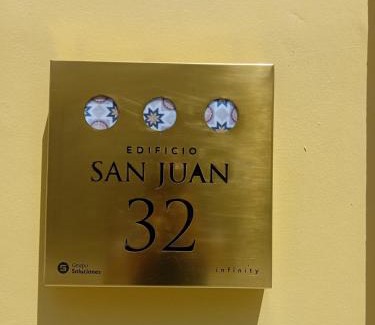 EDIFICIO
SAN JUAN
32
Grupo
Soluciones
infinity